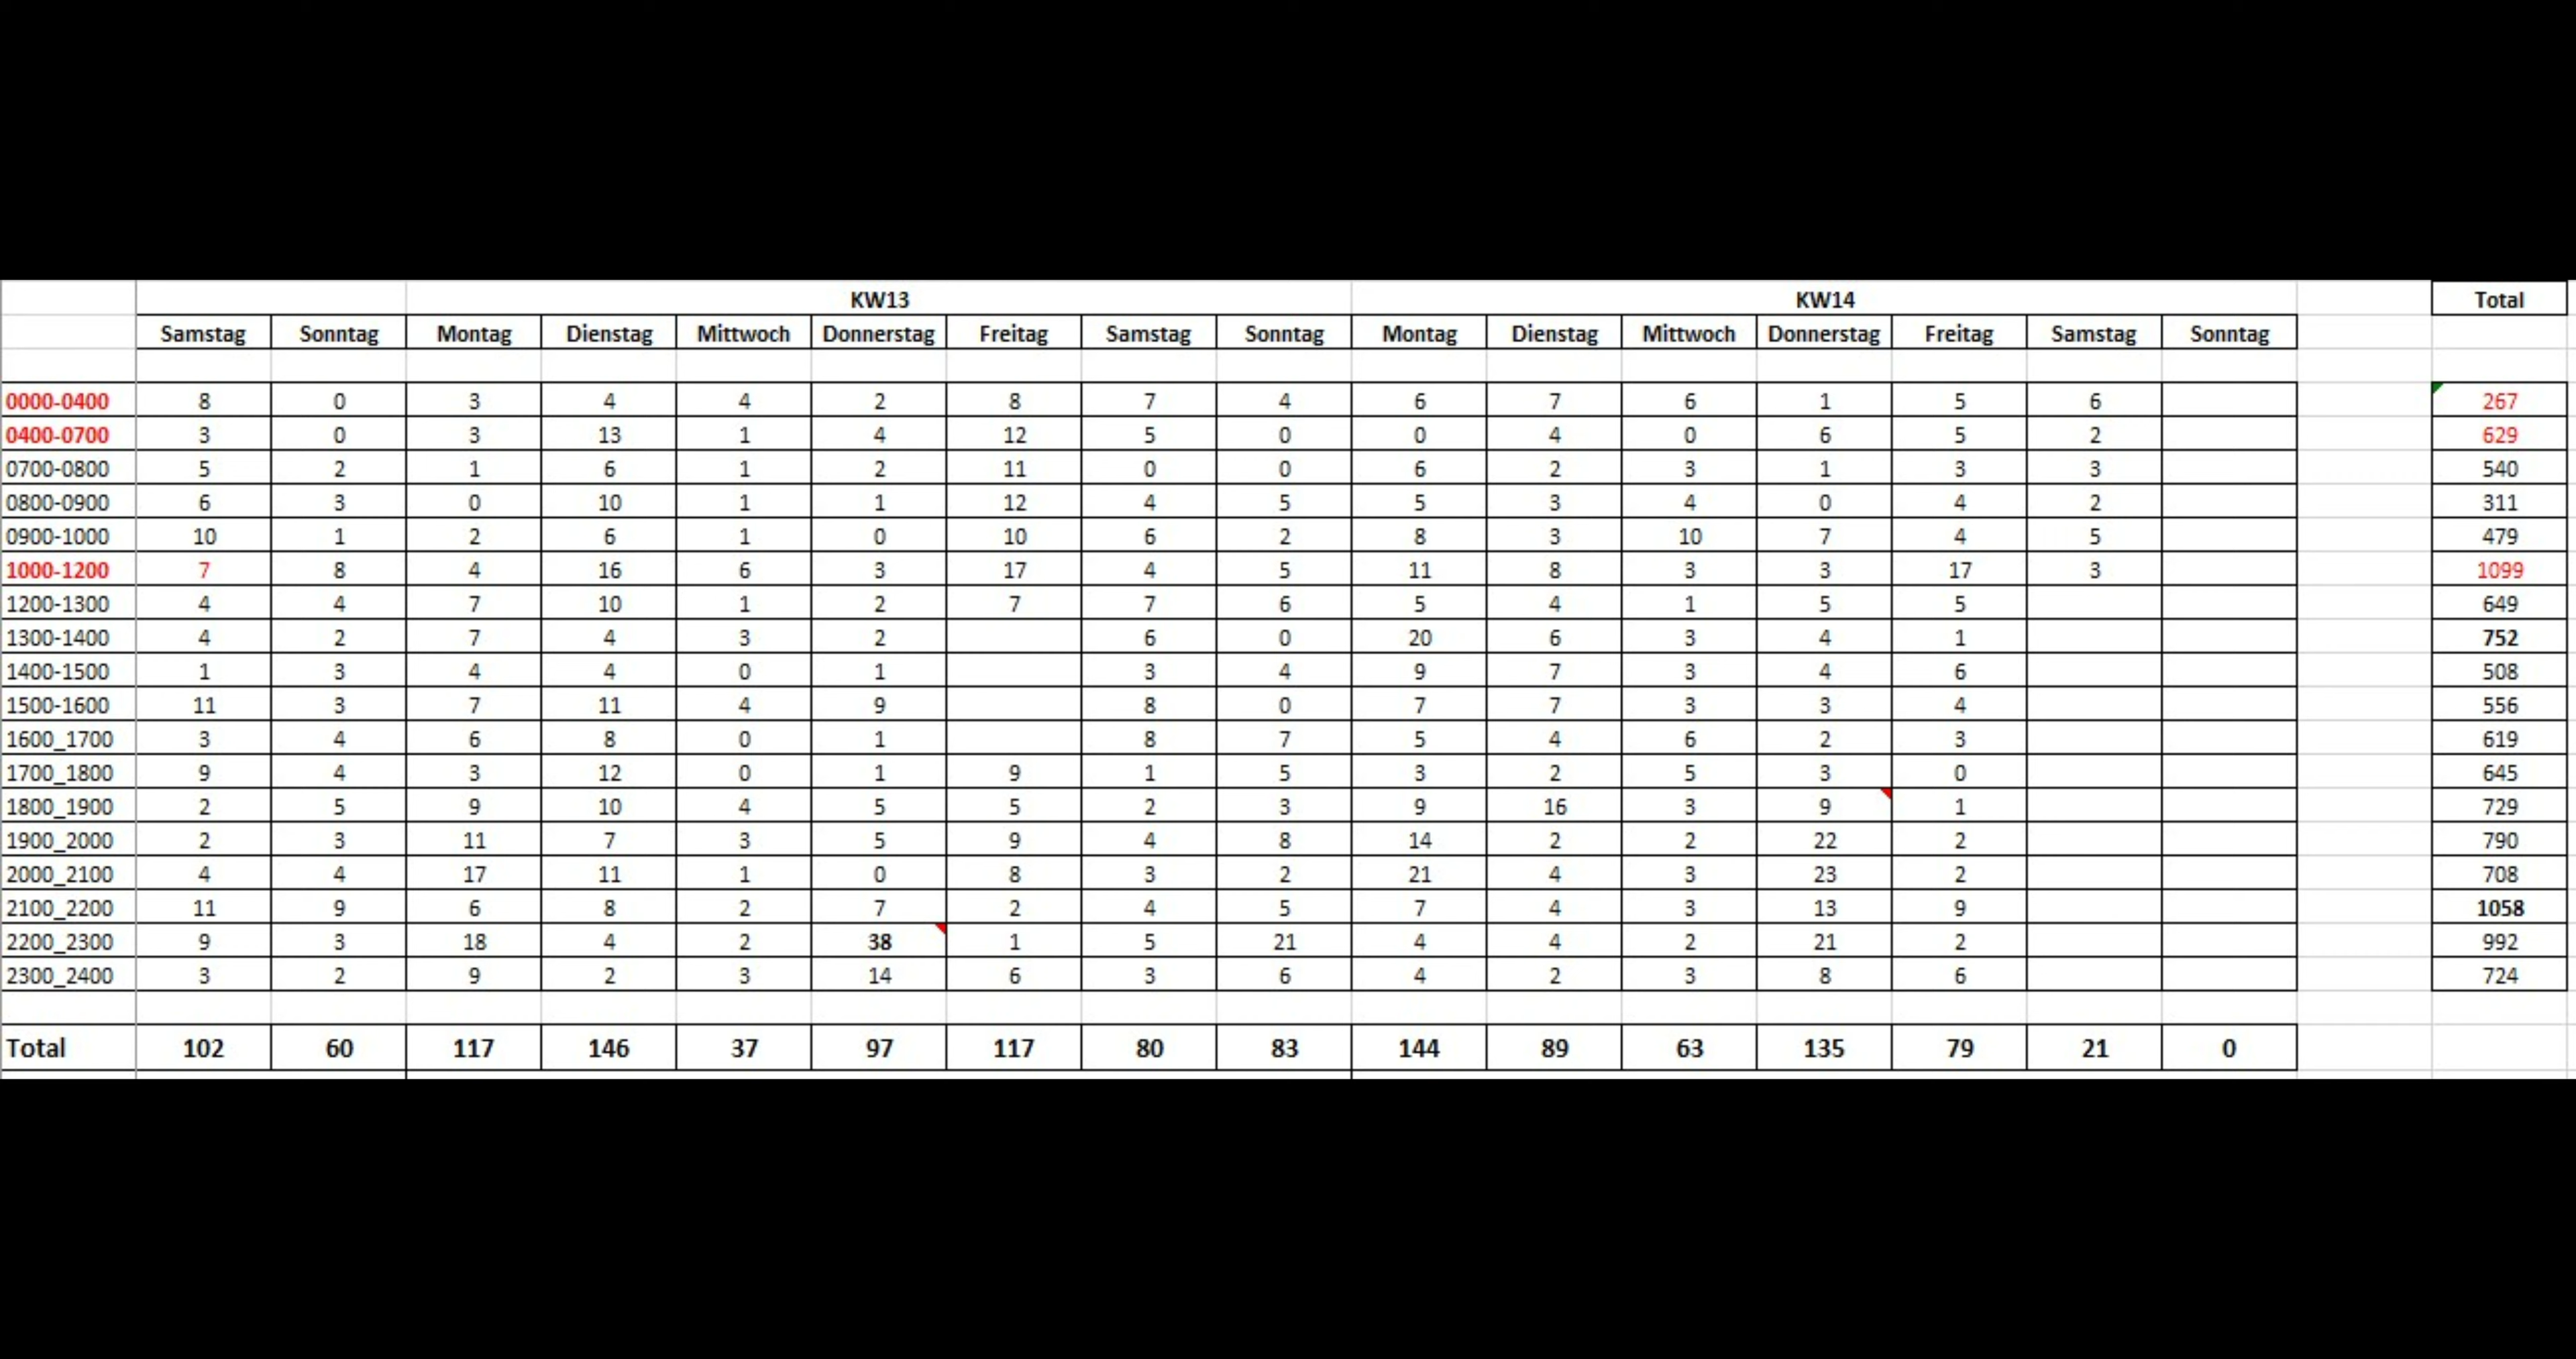 KW13 KW14 Total
Samstag Sonntag Montag Dienstag Mittwoch Donnerstag Freitag Samstag Sonntag Montag Dienstag Mittwoch Donnerstag Freitag Samstag Sonntag
0000-0400 8 0 3 4 4 2 8 7 4 6 7 6 1 5 6 267
0400-0700 3 0 3 13 1 4 12 5 0 0 4 0 6 5 2 629
0700-0800 5 2 1 6 1 2 11 0 0 6 2 3 1 3 3 540
0800-0900 6 3 0 10 1 1 12 4 5 5 3 4 0 4 2 311
0900-1000 10 1 2 6 1 0 10 6 2 8 3 10 7 4 5 479
1000-1200 7 8 4 16 6 3 17 4 5 11 8 3 3 17 3 1099
1200-1300 4 4 7 10 1 2 7 7 6 5 4 1 5 5 649
1300-1400 4 2 7 4 3 2 6 0 20 6 3 4 1 752
1400-1500 1 3 4 4 0 1 3 4 9 7 3 4 6 508
1500-1600 11 3 7 11 4 9 8 0 7 7 3 3 4 556
1600_1700 3 4 6 8 0 1 8 7 5 4 6 2 3 619
1700_1800 9 4 3 12 0 1 9 1 5 3 2 5 3 0 645
1800_1900 2 5 9 10 4 5 5 2 3 9 16 3 9 1 729
1900_2000 2 3 11 7 3 5 9 4 8 14 2 2 22 2 790
2000_2100 4 4 17 11 1 0 8 3 2 21 4 3 23 2 708
2100_2200 11 9 6 8 2 7 2 4 5 7 4 3 13 9 1058
2200_2300 9 3 18 4 2 38 1 5 21 4 4 2 21 2 992
2300_2400 3 2 9 2 3 14 6 3 6 4 2 3 8 6 724
Total 102 60 117 146 37 97 117 80 83 144 89 63 135 79 21 0